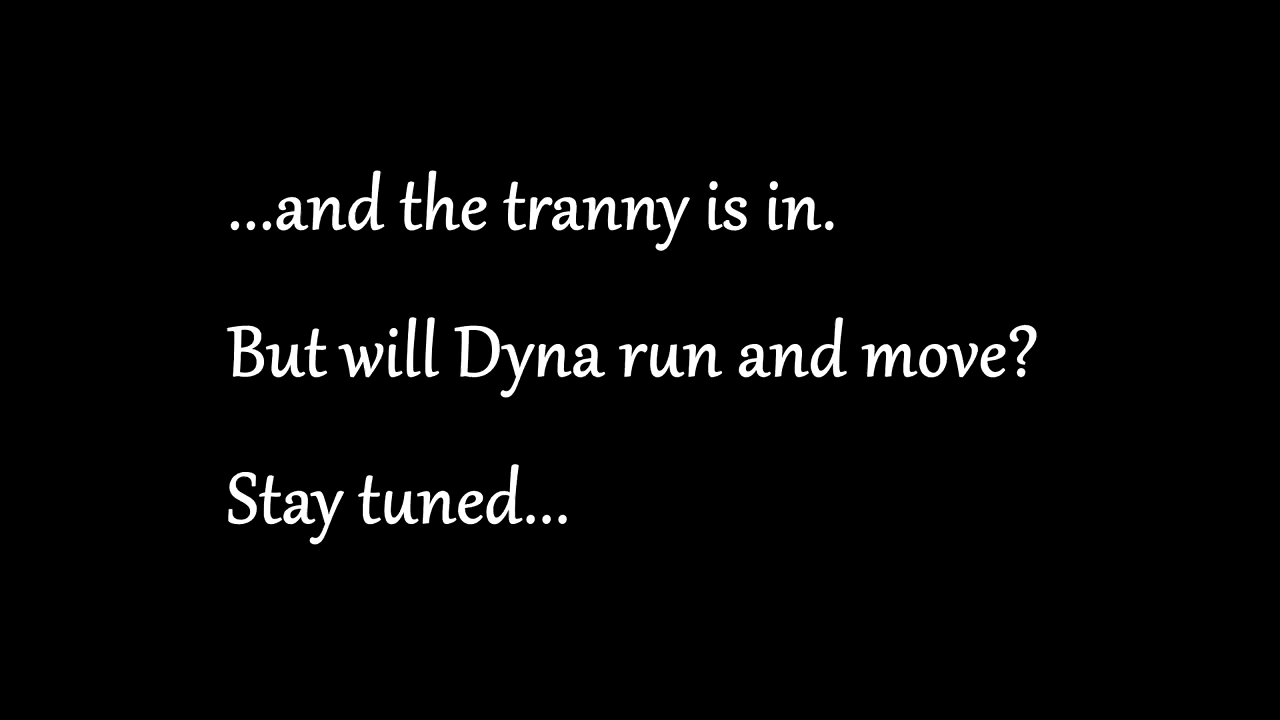 ...and the tranny is in.
But will Dyna run and move?
Stay tuned...